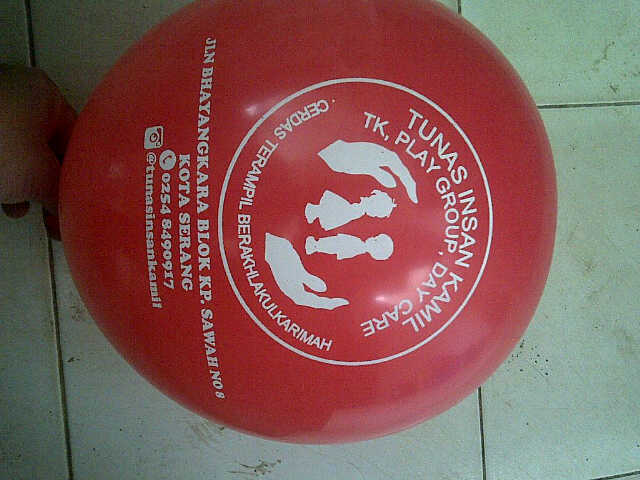 TUNAS INSAN KAMIL
TK, PLAY GROUP, DAY CARE
· CERDAS TERAMPIL BERAKHLAKULKARIMAH
JLN BHAYANGKARA BLOK KP. SAWAH NO 8
KOTA SERANG
0254 8490917
@tunasinsankamil